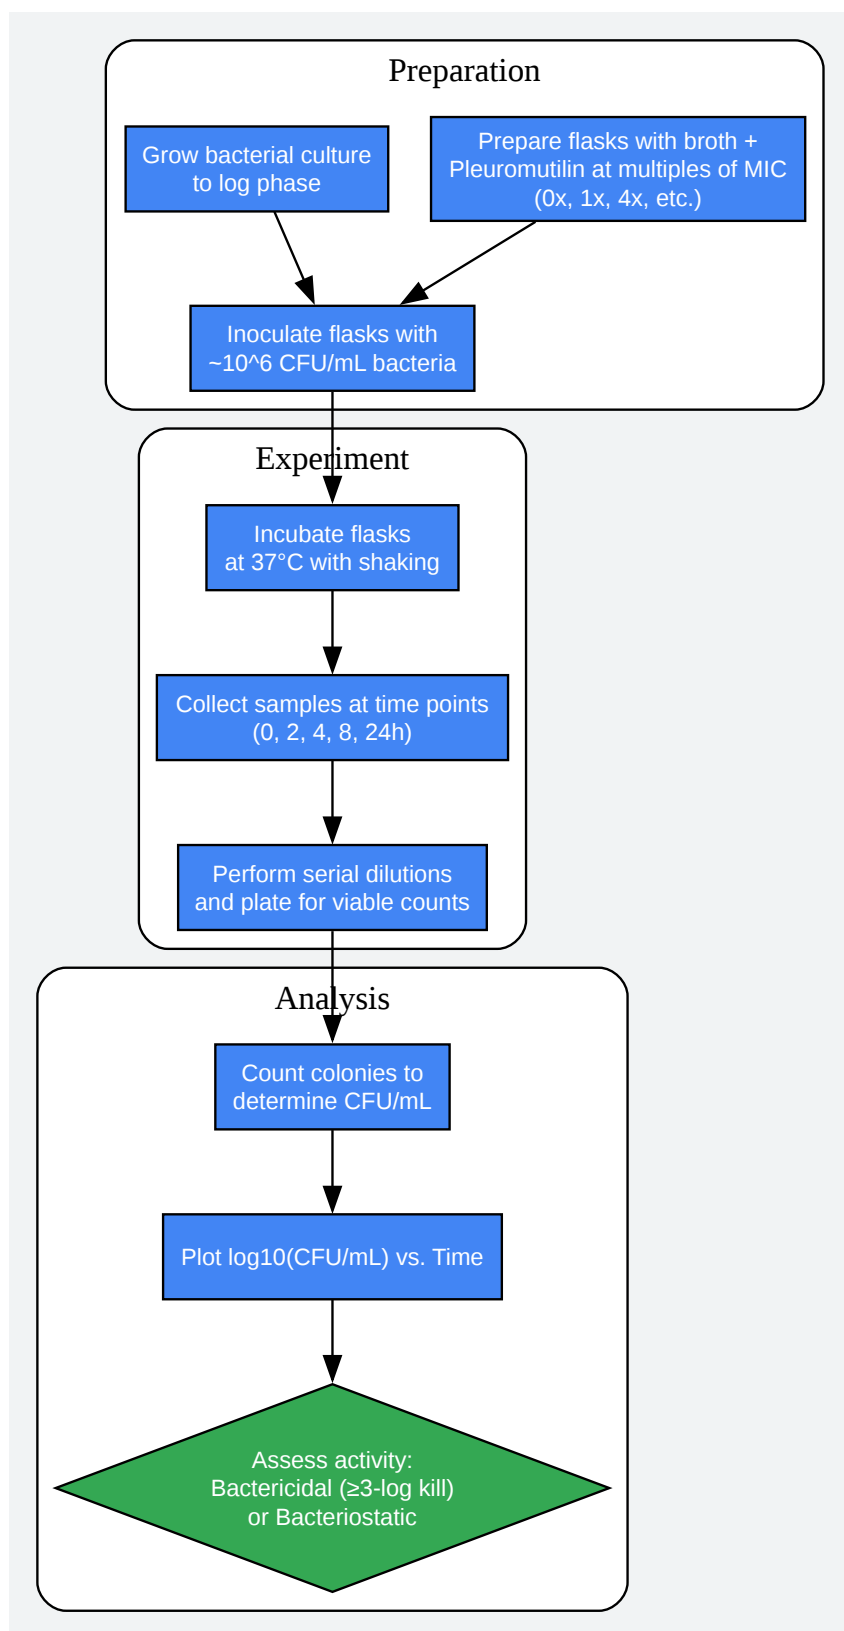 Preparation
Grow bacterial culture
to log phase
Prepare flasks with broth +
Pleuromutilin at multiples of MIC
(0x, 1x, 4x, etc.)
Inoculate flasks with
~10^6 CFU/mL bacteria
Experiment
Incubate flasks
at 37°C with shaking
Collect samples at time points
(0, 2, 4, 8, 24h)
Perform serial dilutions
and plate for viable counts
Analysis
Count colonies to
determine CFU/mL
Plot log10(CFU/mL) vs. Time
Assess activity:
Bactericidal (≥3-log kill)
or Bacteriostatic